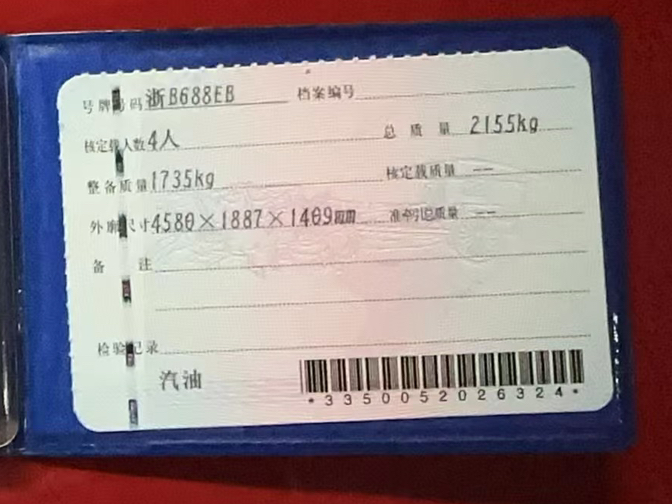 号牌号码 浙B688EB 档案编号
核定载人数 4人 总质量 2155kg
整备质量 1735kg 核定载质量 --
外廓尺寸 4580×1887×1409mm 准牵引总质量 --
备注
检验记录
汽油
*3350052026324*